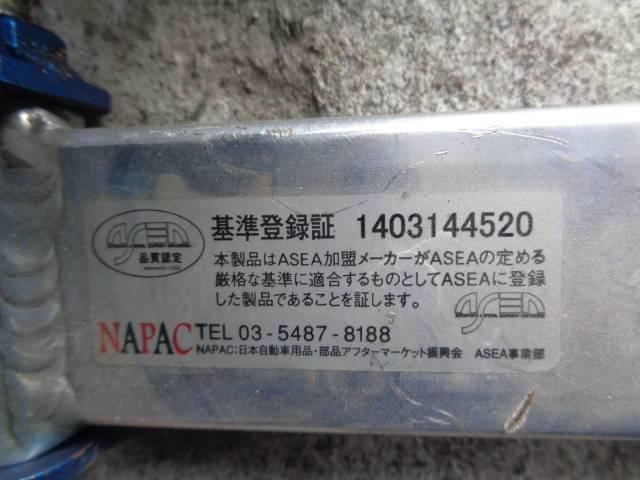 ASEA
品質認定
基準登録証 1403144520
本製品はASEA加盟メーカーがASEAの定める
厳格な基準に適合するものとしてASEAに登録
した製品であることを証します。
ASEA
NAPAC TEL 03-5487-8188
NAPAC:日本自動車用品・部品アフターマーケット振興会 ASEA事業部